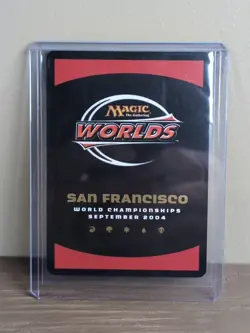 MAGIC
The Gathering
WORLDS
SAN FRANCISCO
WORLD CHAMPIONSHIPS
SEPTEMBER 2004